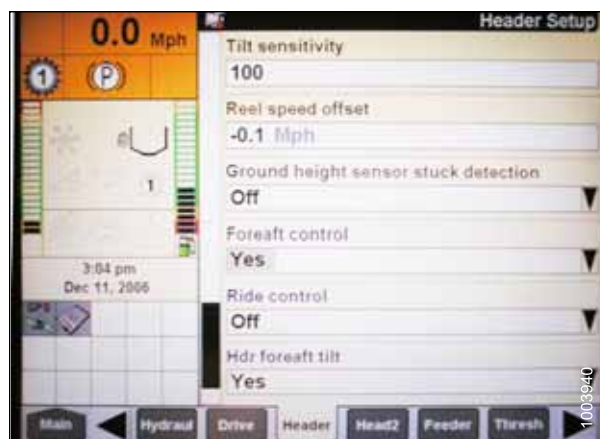 0.0 Mph
Header Setup
Tilt sensitivity
100
1
P
Reel speed offset
-0.1 Mph
Ground height sensor stuck detection
Off
1
Foreaft control
Yes
3:04 pm
Dec 11, 2006
Ride control
Off
GPS
Hdr foreaft tilt
Yes
Main
Hydraul
Drive
Header
Head2
Feeder
Thresh
1003940